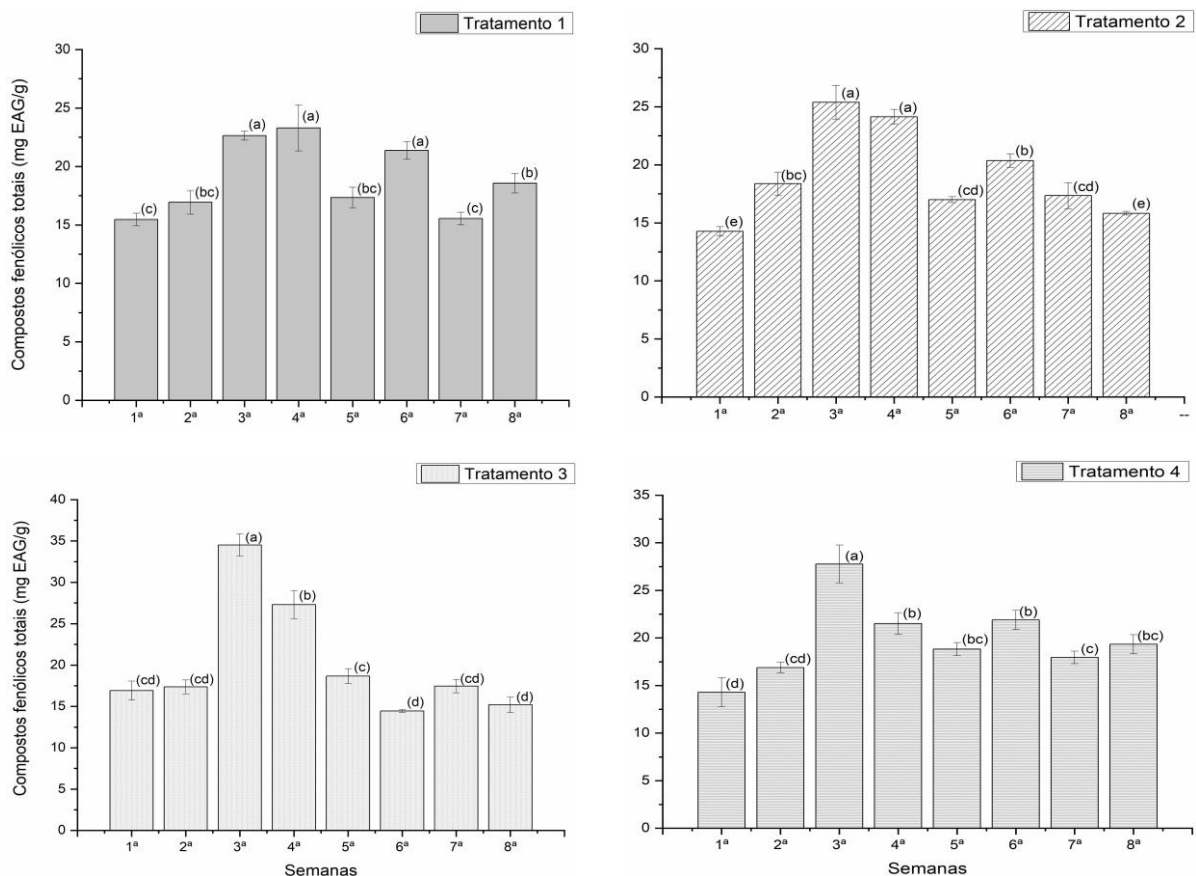 Tratamento 1
Compostos fenólicos totais (mg EAG/g)
30
25
20
15
10
5
0
(c)
(bc)
(a)
(a)
(bc)
(a)
(c)
(b)
1ª 2ª 3ª 4ª 5ª 6ª 7ª 8ª
Tratamento 2
30
25
20
15
10
5
0
(e)
(bc)
(a)
(a)
(cd)
(b)
(cd)
(e)
1ª 2ª 3ª 4ª 5ª 6ª 7ª 8ª --
Tratamento 3
Compostos fenólicos totais (mg EAG/g)
40
35
30
25
20
15
10
5
0
(cd)
(cd)
(a)
(b)
(c)
(d)
(cd)
(d)
1ª 2ª 3ª 4ª 5ª 6ª 7ª 8ª
Semanas
Tratamento 4
35
30
25
20
15
10
5
0
(d)
(cd)
(a)
(b)
(bc)
(b)
(c)
(bc)
1ª 2ª 3ª 4ª 5ª 6ª 7ª 8ª
Semanas